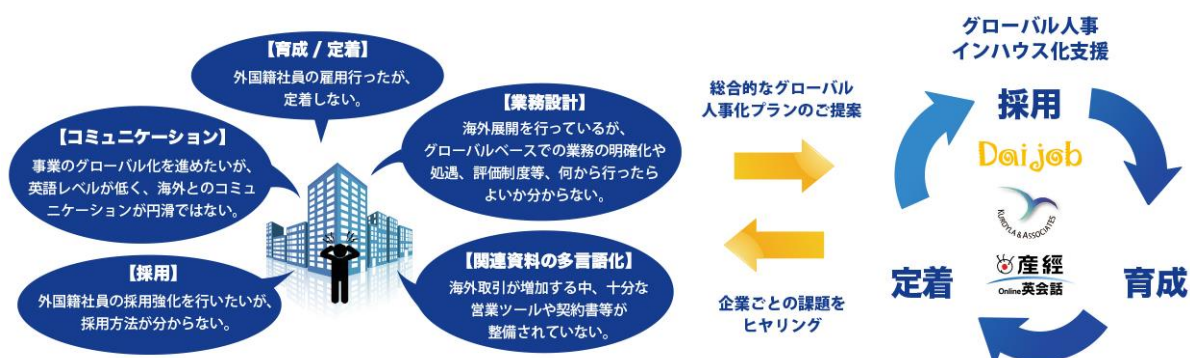 【育成 / 定着】
外国籍社員の雇用行ったが、
定着しない。
【コミュニケーション】
事業のグローバル化を進めたいが、
英語レベルが低く、海外とのコミュ
ニケーションが円滑ではない。
【業務設計】
海外展開を行っているが、
グローバルベースでの業務の明確化や
処遇、評価制度等、何から行ったら
よいか分からない。
【採用】
外国籍社員の採用強化を行いたいが、
採用方法が分からない。
【関連資料の多言語化】
海外取引が増加する中、十分な
営業ツールや契約書等が
整備されていない。
総合的なグローバル
人事化プランのご提案
企業ごとの課題を
ヒヤリング
グローバル人事
インハウス化支援
採用
Daijob
KUROYLA & ASSOCIATES
産經
Online英会話
定着
育成